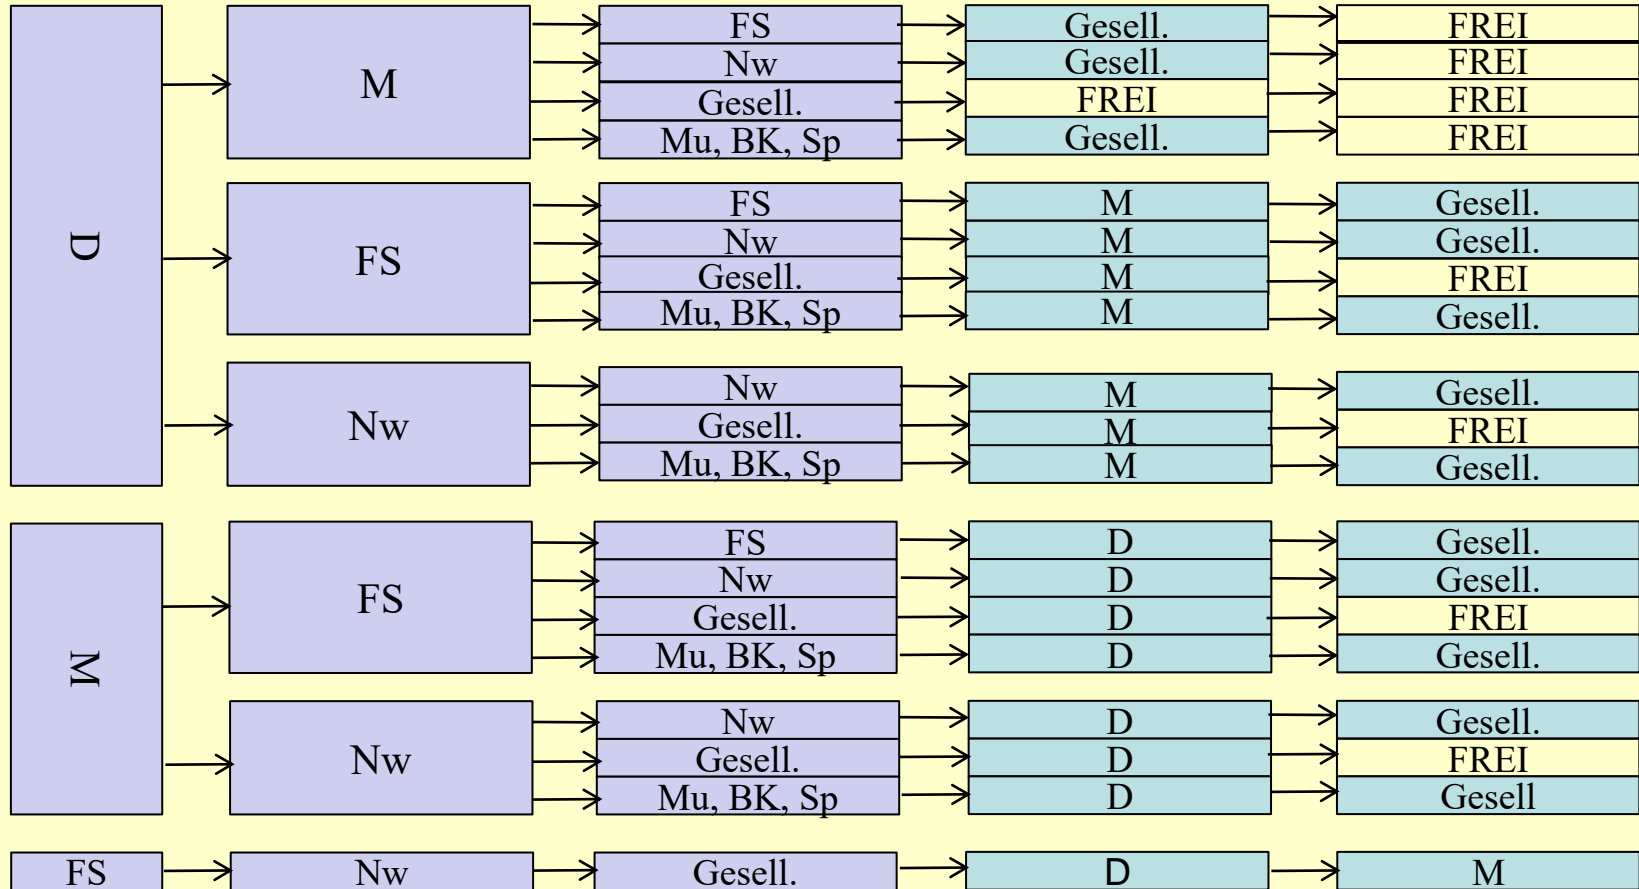 D M FS Gesell. FREI
Nw Gesell. FREI
Gesell. FREI FREI
Mu, BK, Sp Gesell. FREI
FS FS M Gesell.
Nw M Gesell.
Gesell. M FREI
Mu, BK, Sp M Gesell.
Nw Nw M Gesell.
Gesell. M FREI
Mu, BK, Sp M Gesell.
M FS FS D Gesell.
Nw D Gesell.
Gesell. D FREI
Mu, BK, Sp D Gesell.
Nw Nw D Gesell.
Gesell. D FREI
Mu, BK, Sp D Gesell
FS Nw Gesell. D M